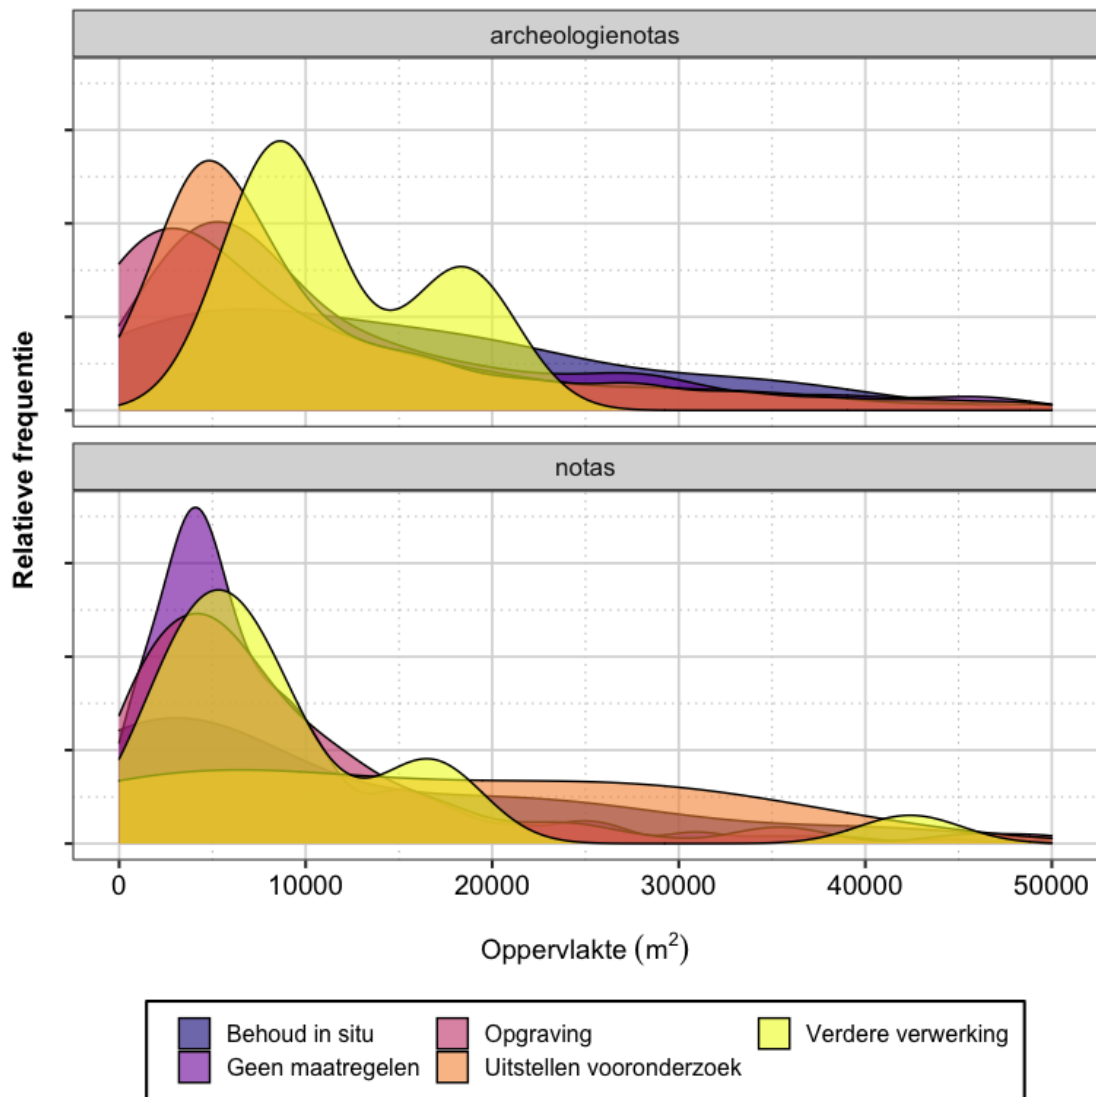 archeologienotas
Relatieve frequentie
notas
0 10000 20000 30000 40000 50000
Oppervlakte (m²)
Behoud in situ Opgraving Verdere verwerking
Geen maatregelen Uitstellen vooronderzoek